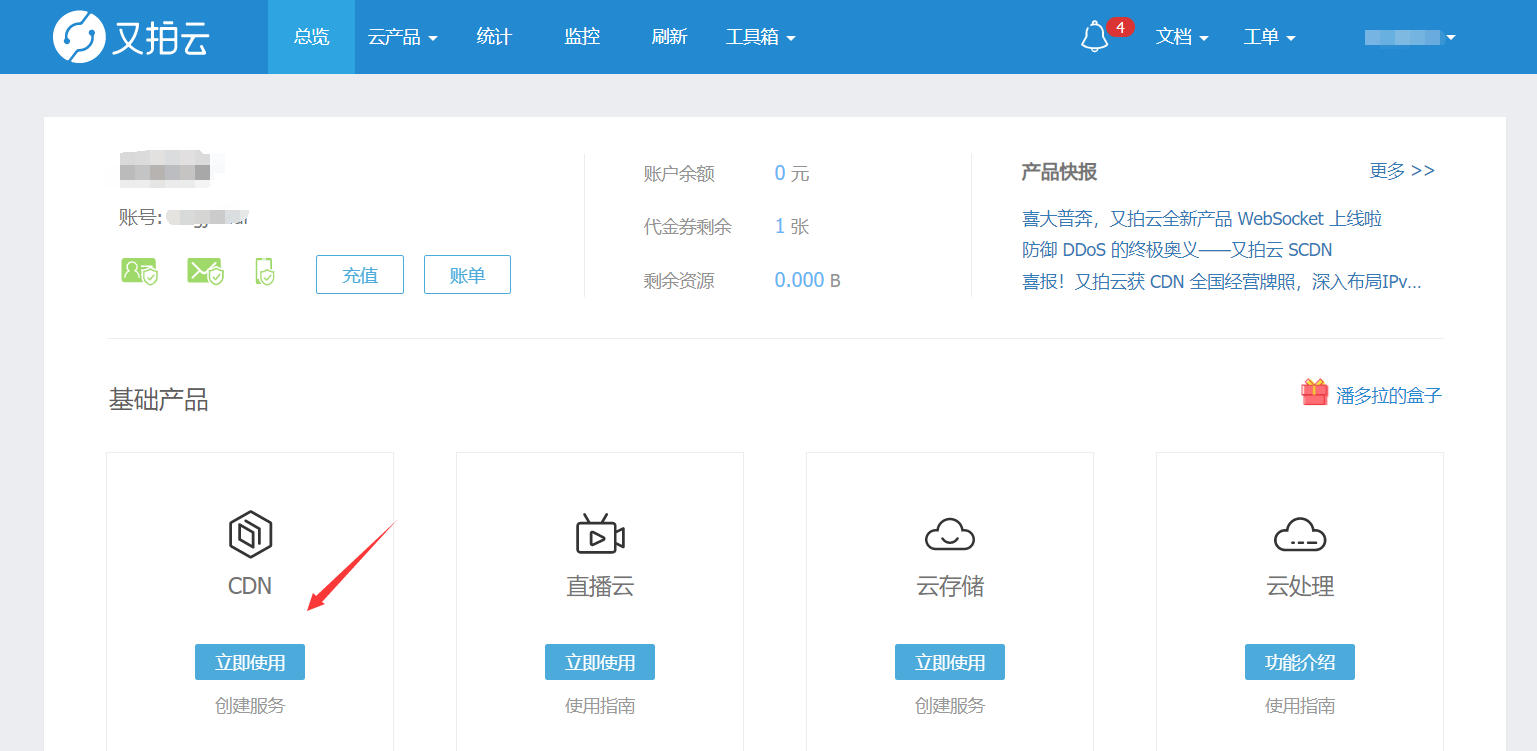 又拍云
总览 云产品 统计 监控 刷新 工具箱 4 文档 工单
账号:
充值 账单
账户余额 0 元
代金券剩余 1 张
剩余资源 0.000 B
产品快报 更多 >>
喜大普奔，又拍云全新产品 WebSocket 上线啦
防御 DDoS 的终极奥义——又拍云 SCDN
喜报！又拍云获 CDN 全国经营牌照，深入布局IPv...
基础产品 潘多拉的盒子
CDN 直播云 云存储 云处理
立即使用 立即使用 立即使用 功能介绍
创建服务 使用指南 创建服务 使用指南